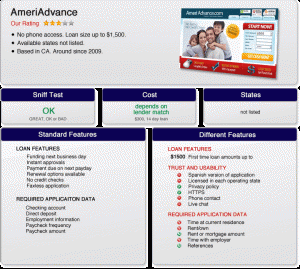 AmeriAdvance
Our Rating
No phone access. Loan size up to $1,500.
Available states not listed.
Based in CA. Around since 2009.
AmeriAdvance.com
START NOW!
Sniff Test
OK
GREAT, OK or BAD
Cost
depends on
lender match
$300, 14 day loan
States
not listed
Standard Features
LOAN FEATURES
Funding next business day
Instant approvals
Payment due on next payday
Renewal options available
No credit checks
Faxless application
REQUIRED APPLICATON DATA
Checking account
Direct deposit
Employment information
Paycheck frequency
Paycheck amount
Different Features
LOAN FEATURES
$1500 First time loan amounts up to
TRUST AND USABILITY
Spanish version of application
Licensed in each operating state
Privacy policy
HTTPS
Phone contact
Live chat
REQUIRED APPLICATION DATA
Time at current residence
Rent/own
Rent or mortgage amount
Time with employer
References